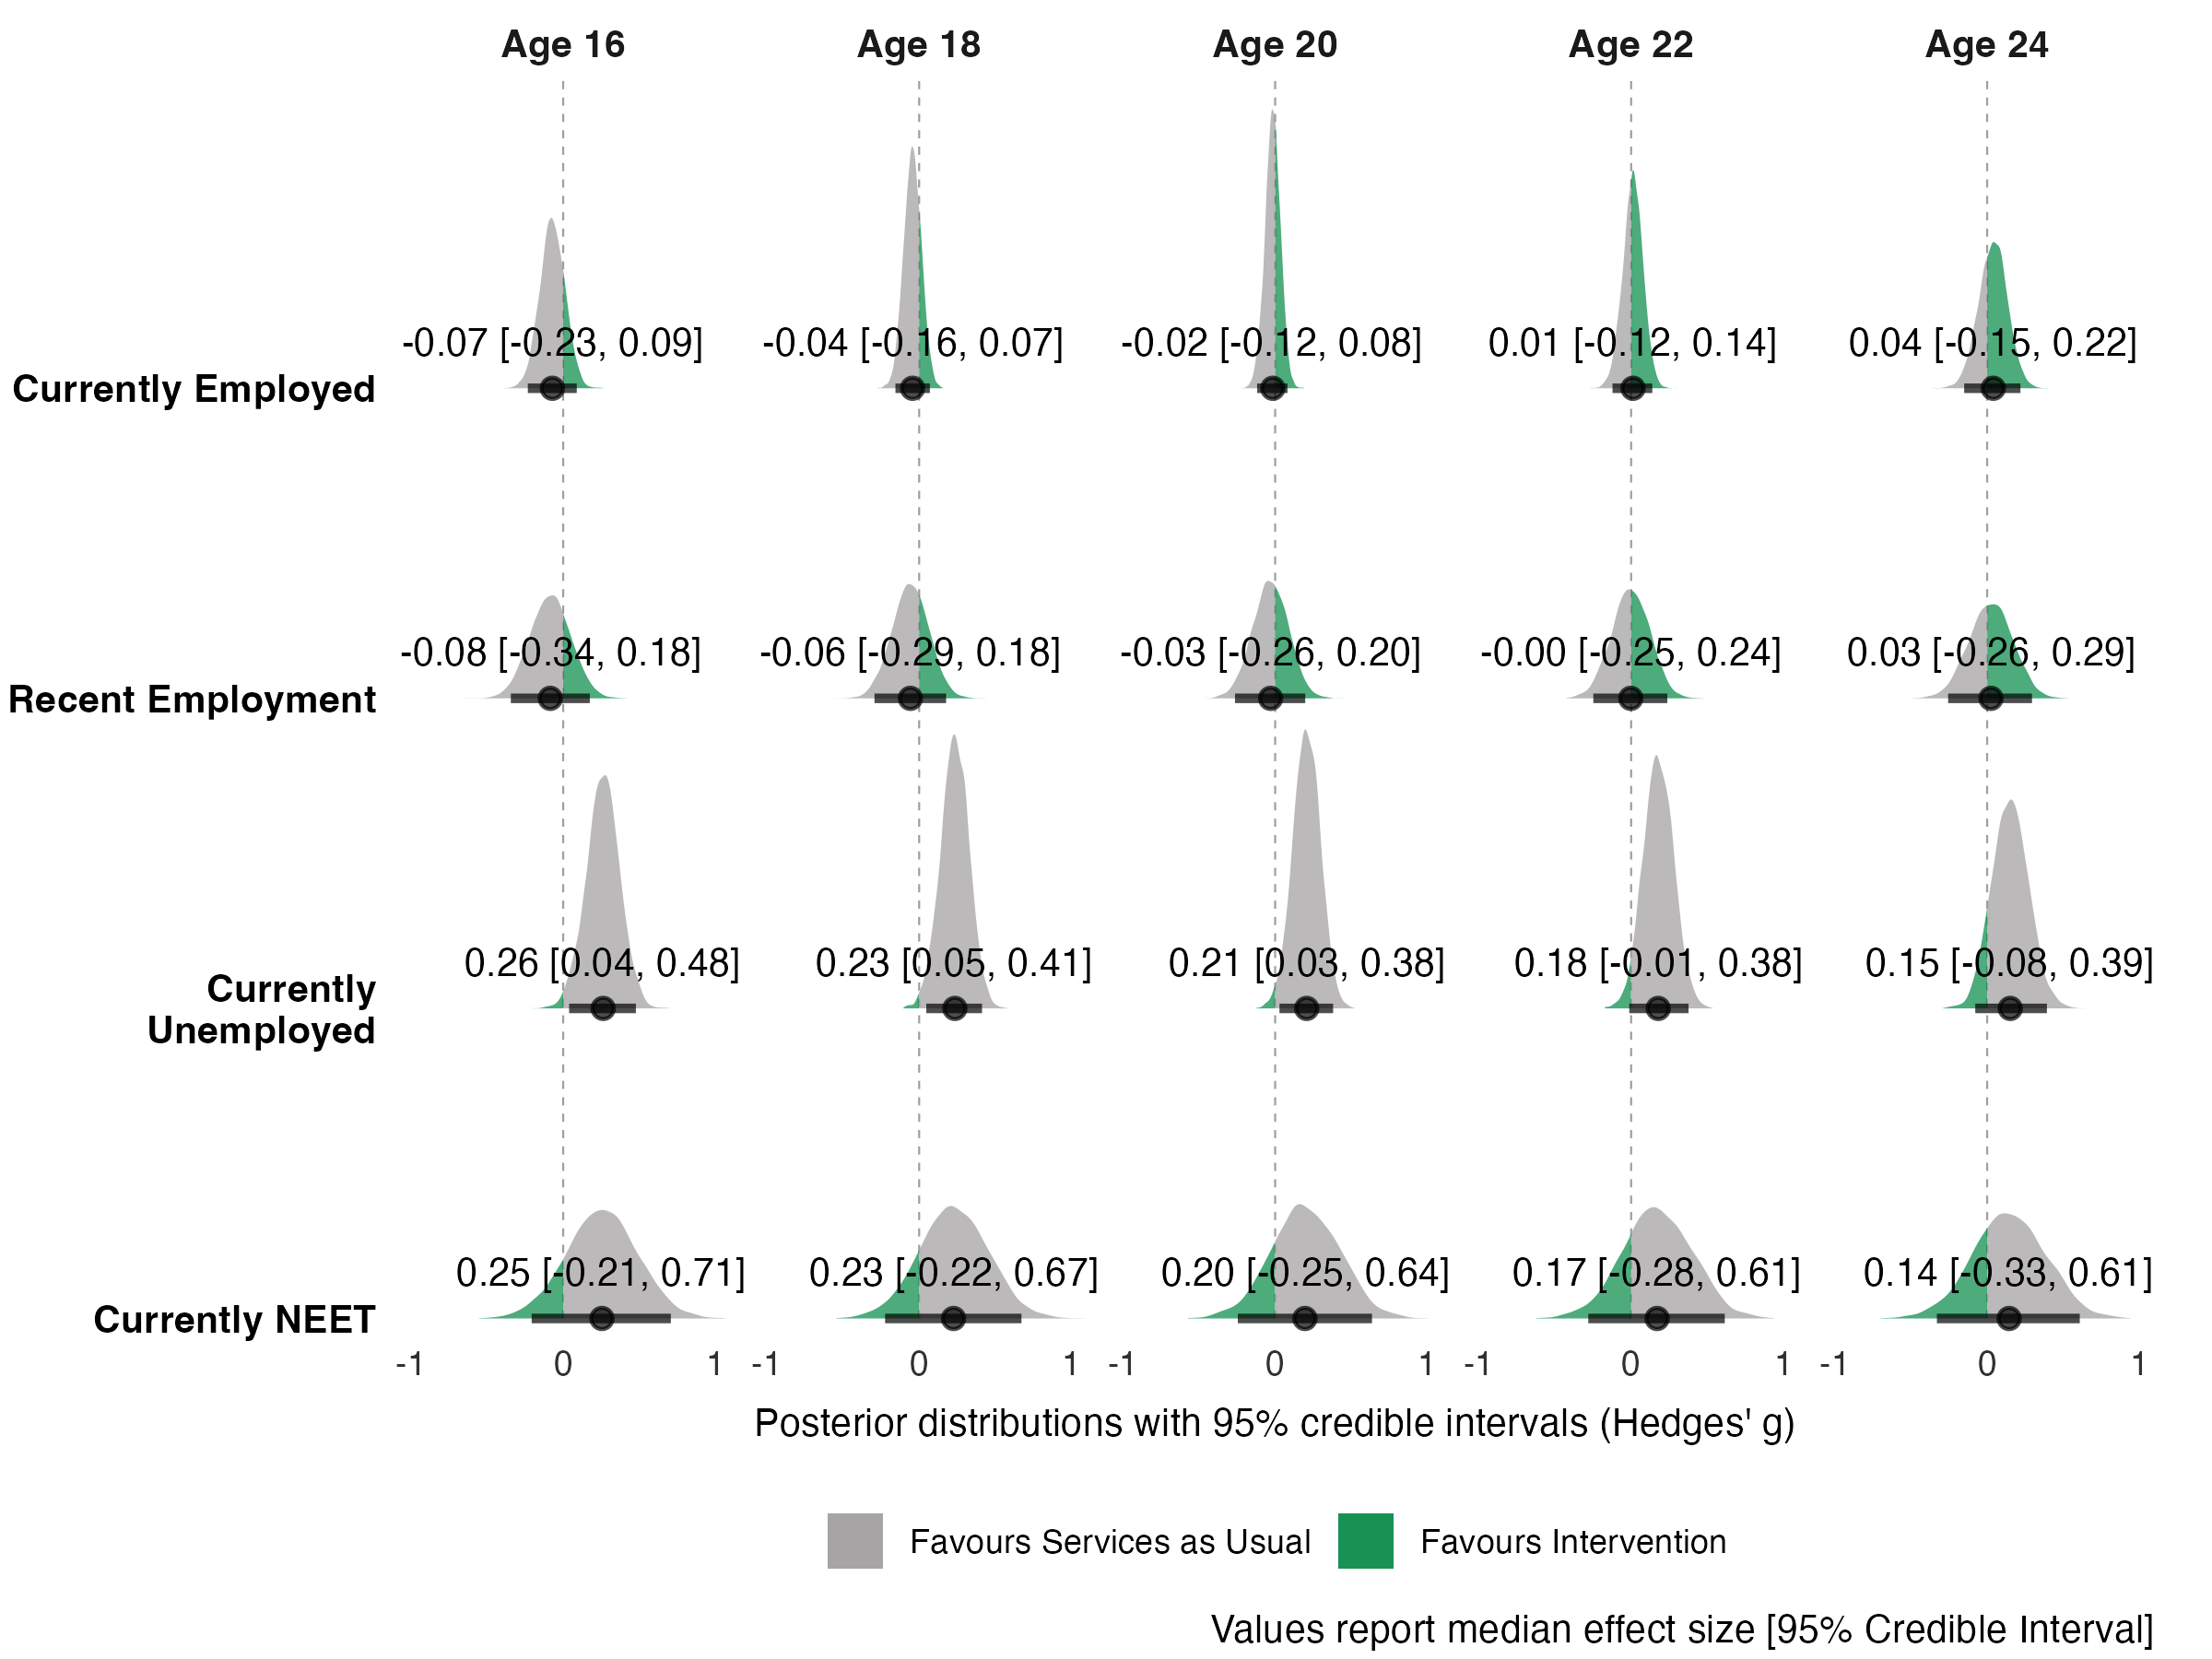 Age 16 Age 18 Age 20 Age 22 Age 24
-0.07 [-0.23, 0.09] -0.04 [-0.16, 0.07] -0.02 [-0.12, 0.08] 0.01 [-0.12, 0.14] 0.04 [-0.15, 0.22]
Currently Employed
-0.08 [-0.34, 0.18] -0.06 [-0.29, 0.18] -0.03 [-0.26, 0.20] -0.00 [-0.25, 0.24] 0.03 [-0.26, 0.29]
Recent Employment
0.26 [0.04, 0.48] 0.23 [0.05, 0.41] 0.21 [0.03, 0.38] 0.18 [-0.01, 0.38] 0.15 [-0.08, 0.39]
Currently
Unemployed
0.25 [-0.21, 0.71] 0.23 [-0.22, 0.67] 0.20 [-0.25, 0.64] 0.17 [-0.28, 0.61] 0.14 [-0.33, 0.61]
Currently NEET
-1 0 1 -1 0 1 -1 0 1 -1 0 1 -1 0 1
Posterior distributions with 95% credible intervals (Hedges' g)
Favours Services as Usual Favours Intervention
Values report median effect size [95% Credible Interval]